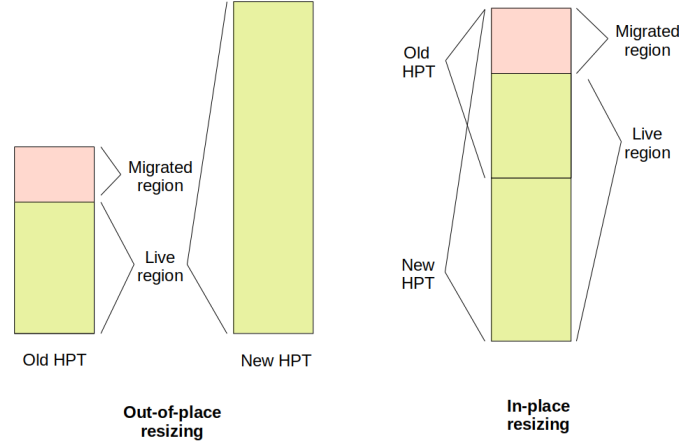 Migrated
region
Live
region
Old HPT
New HPT
Out-of-place
resizing
Old
HPT
Migrated
region
Live
region
New
HPT
In-place
resizing